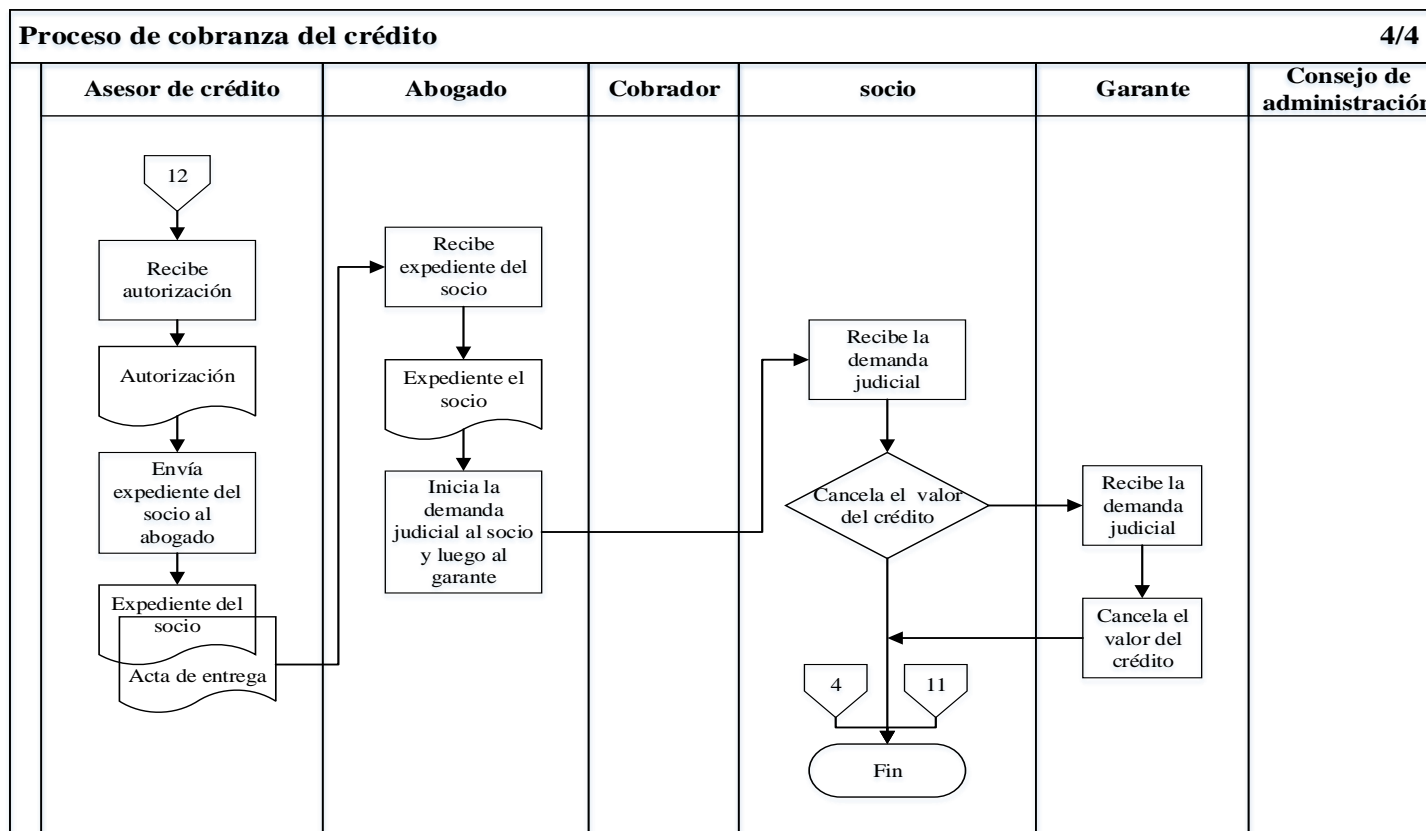 Proceso de cobranza del crédito
4/4
Asesor de crédito
Abogado
Cobrador
socio
Garante
Consejo de
administración
12
Recibe
autorización
Autorización
Envía
expediente del
socio al
abogado
Expediente del
socio
Acta de entrega
Recibe
expediente del
socio
Expediente el
socio
Inicia la
demanda
judicial al socio
y luego al
garante
Recibe la
demanda
judicial
Cancela el valor
del crédito
4
11
Fin
Recibe la
demanda
judicial
Cancela el
valor del
crédito